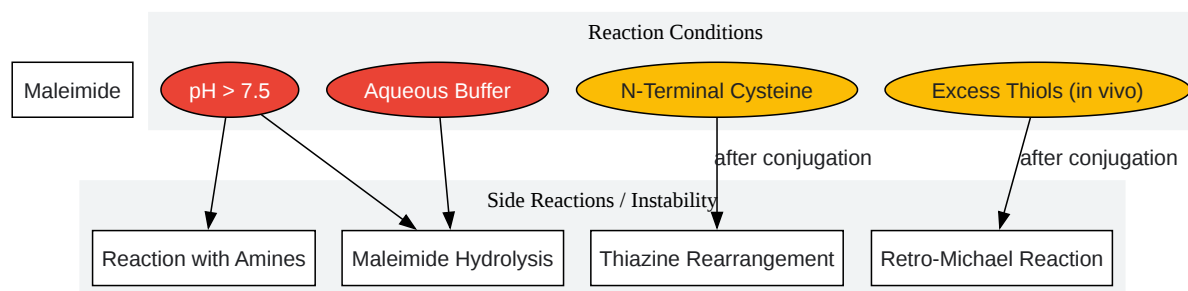 Reaction Conditions
Maleimide
pH > 7.5
Aqueous Buffer
N-Terminal Cysteine
Excess Thiols (in vivo)
after conjugation
after conjugation
Side Reactions / Instability
Reaction with Amines
Maleimide Hydrolysis
Thiazine Rearrangement
Retro-Michael Reaction